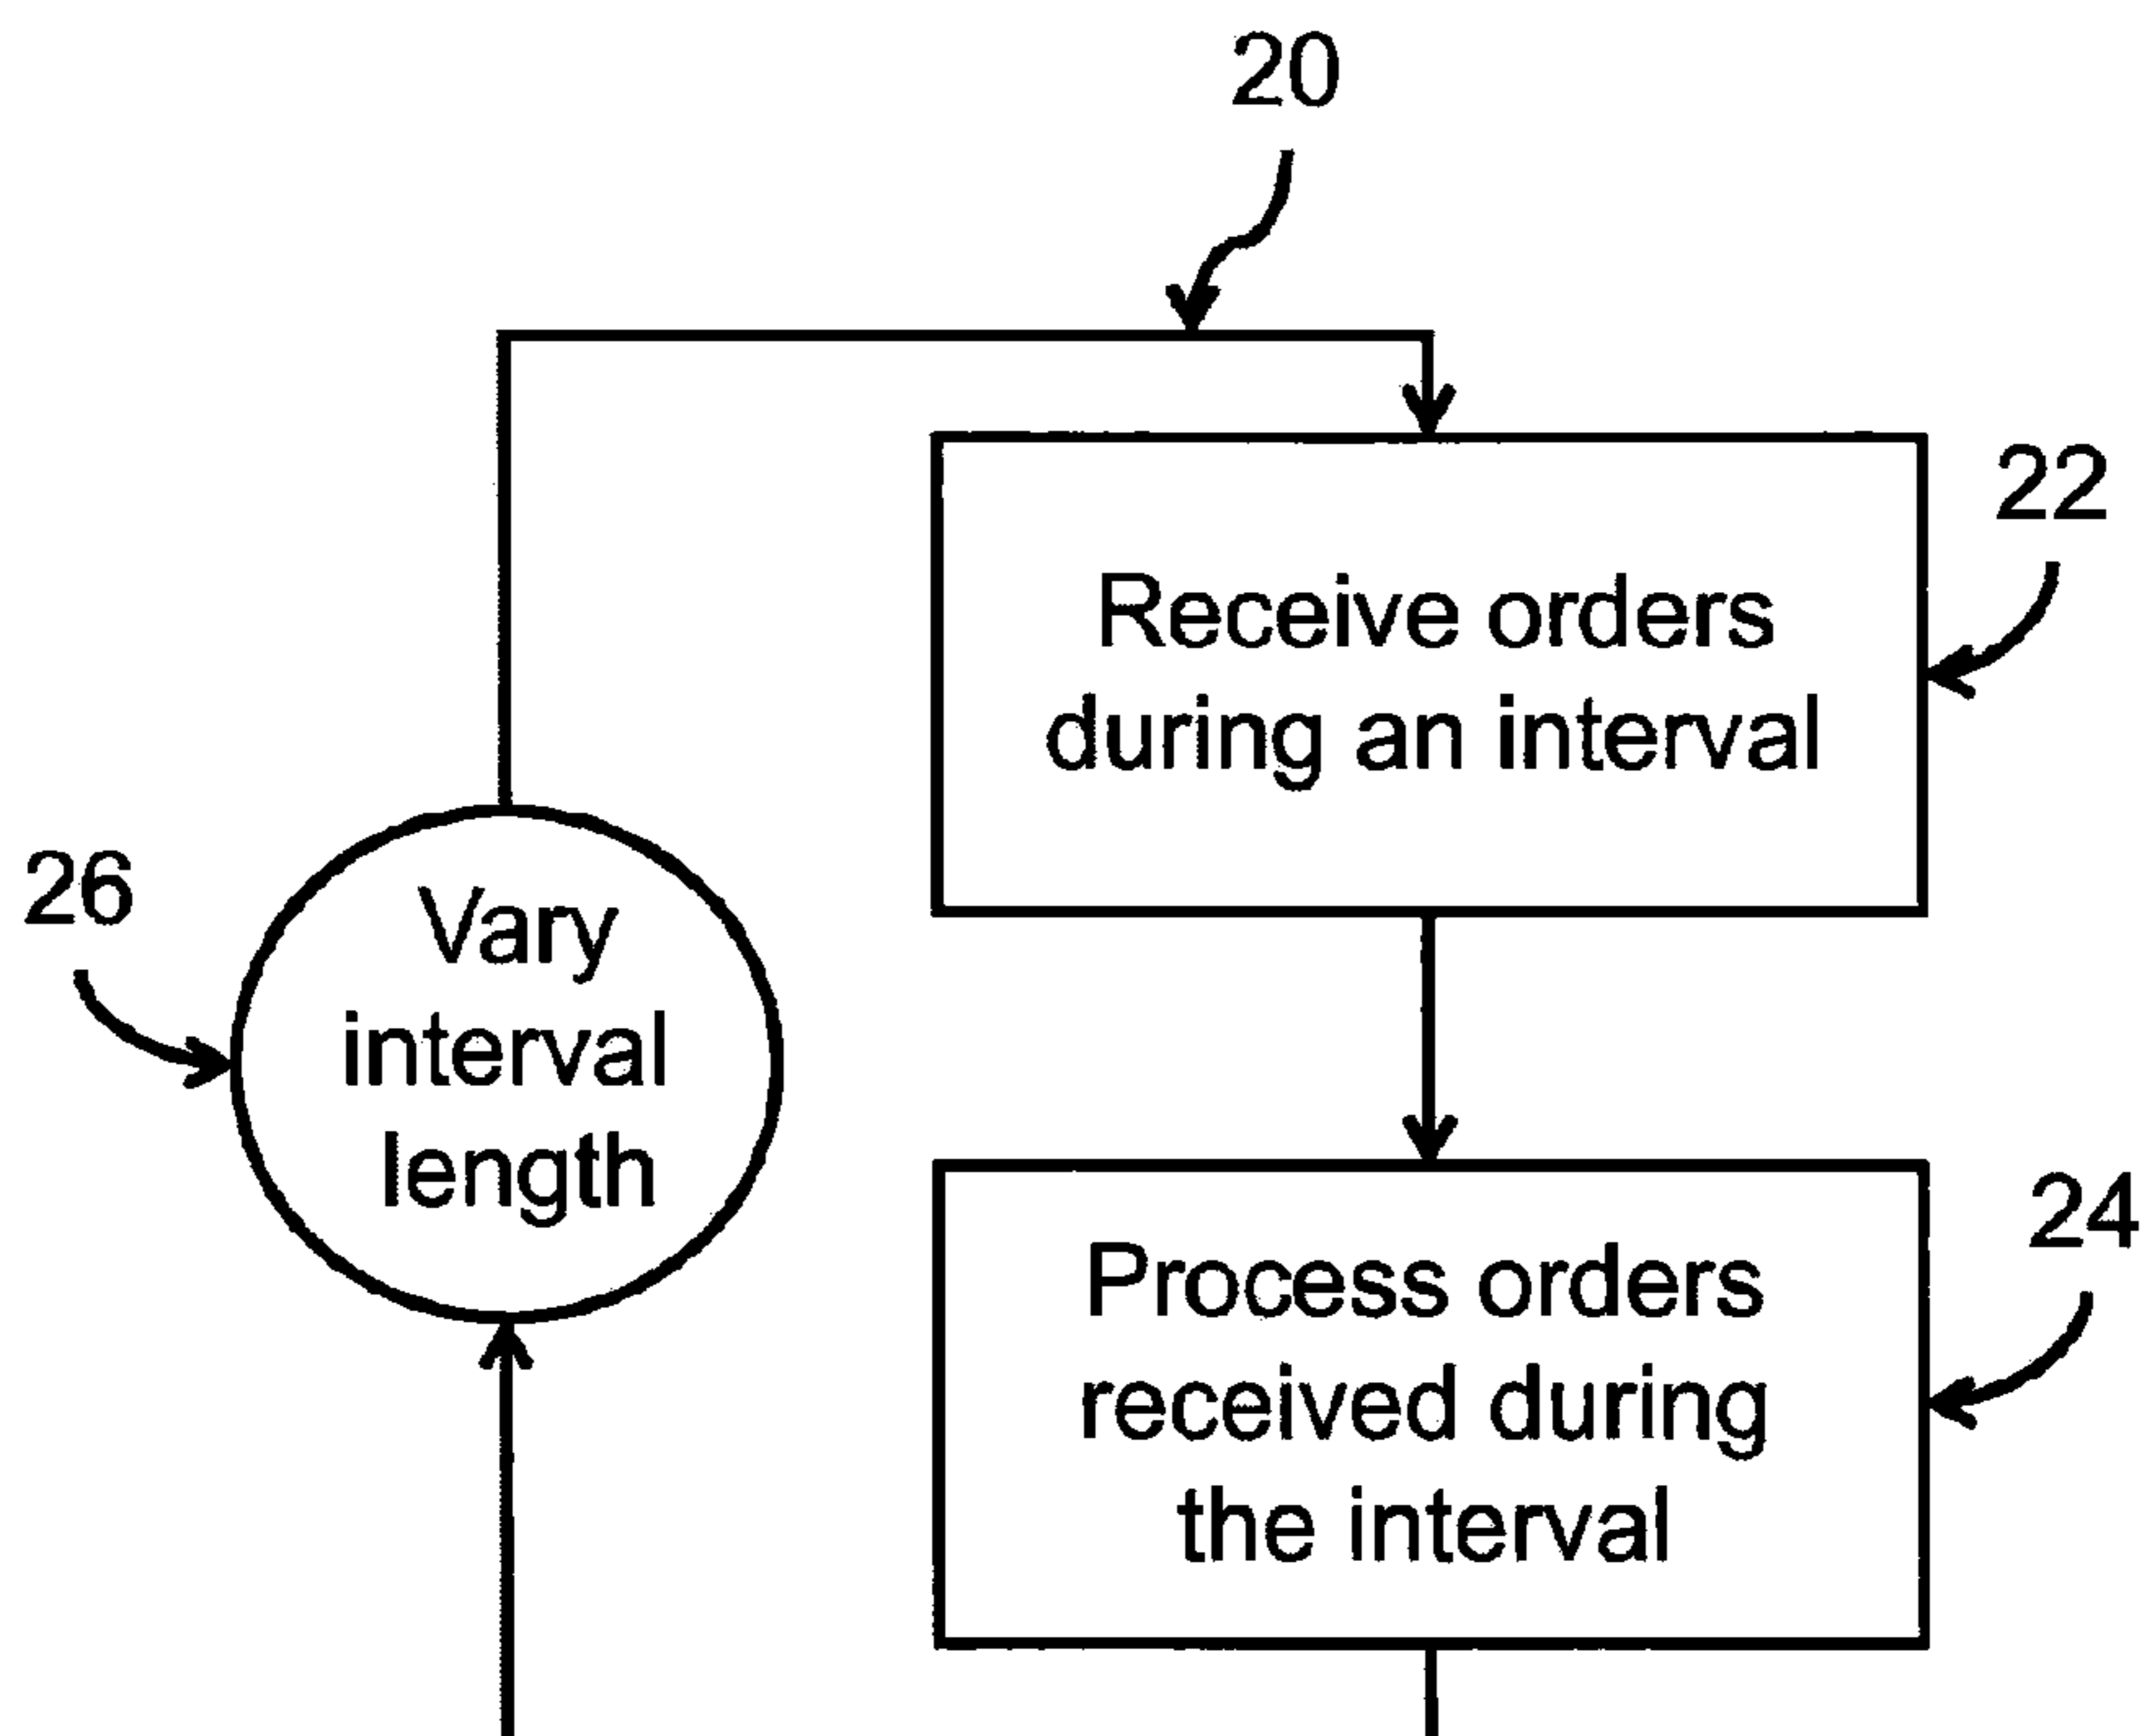 20
22
Receive orders
during an interval
26
Vary
interval
length
24
Process orders
received during
the interval